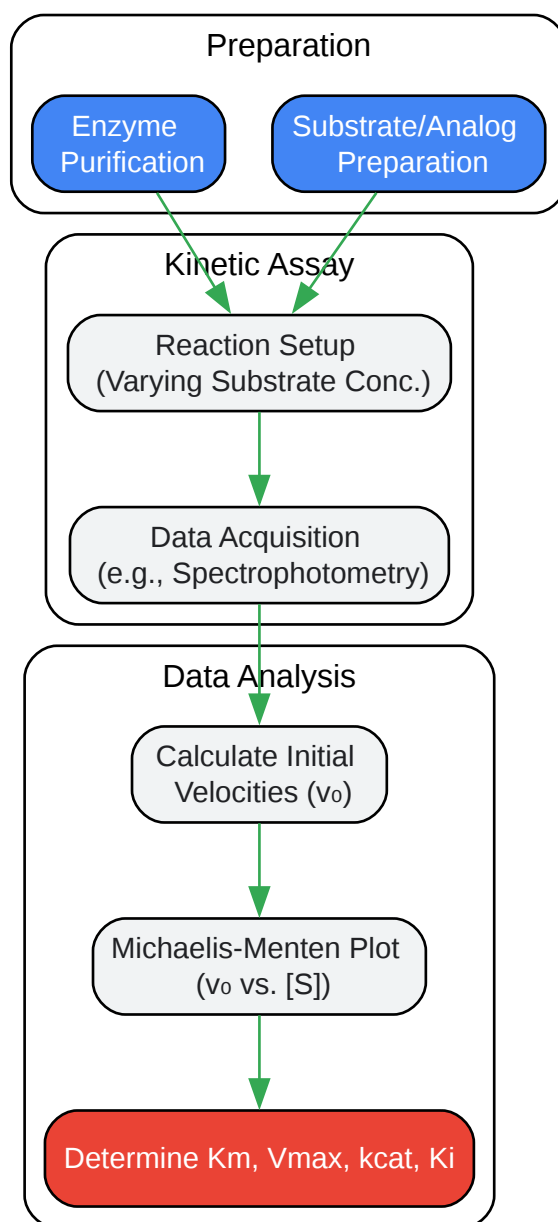 Preparation
Enzyme
Purification
Substrate/Analog
Preparation
Kinetic Assay
Reaction Setup
(Varying Substrate Conc.)
Data Acquisition
(e.g., Spectrophotometry)
Data Analysis
Calculate Initial
Velocities (v₀)
Michaelis-Menten Plot
(v₀ vs. [S])
Determine Km, Vmax, kcat, Ki